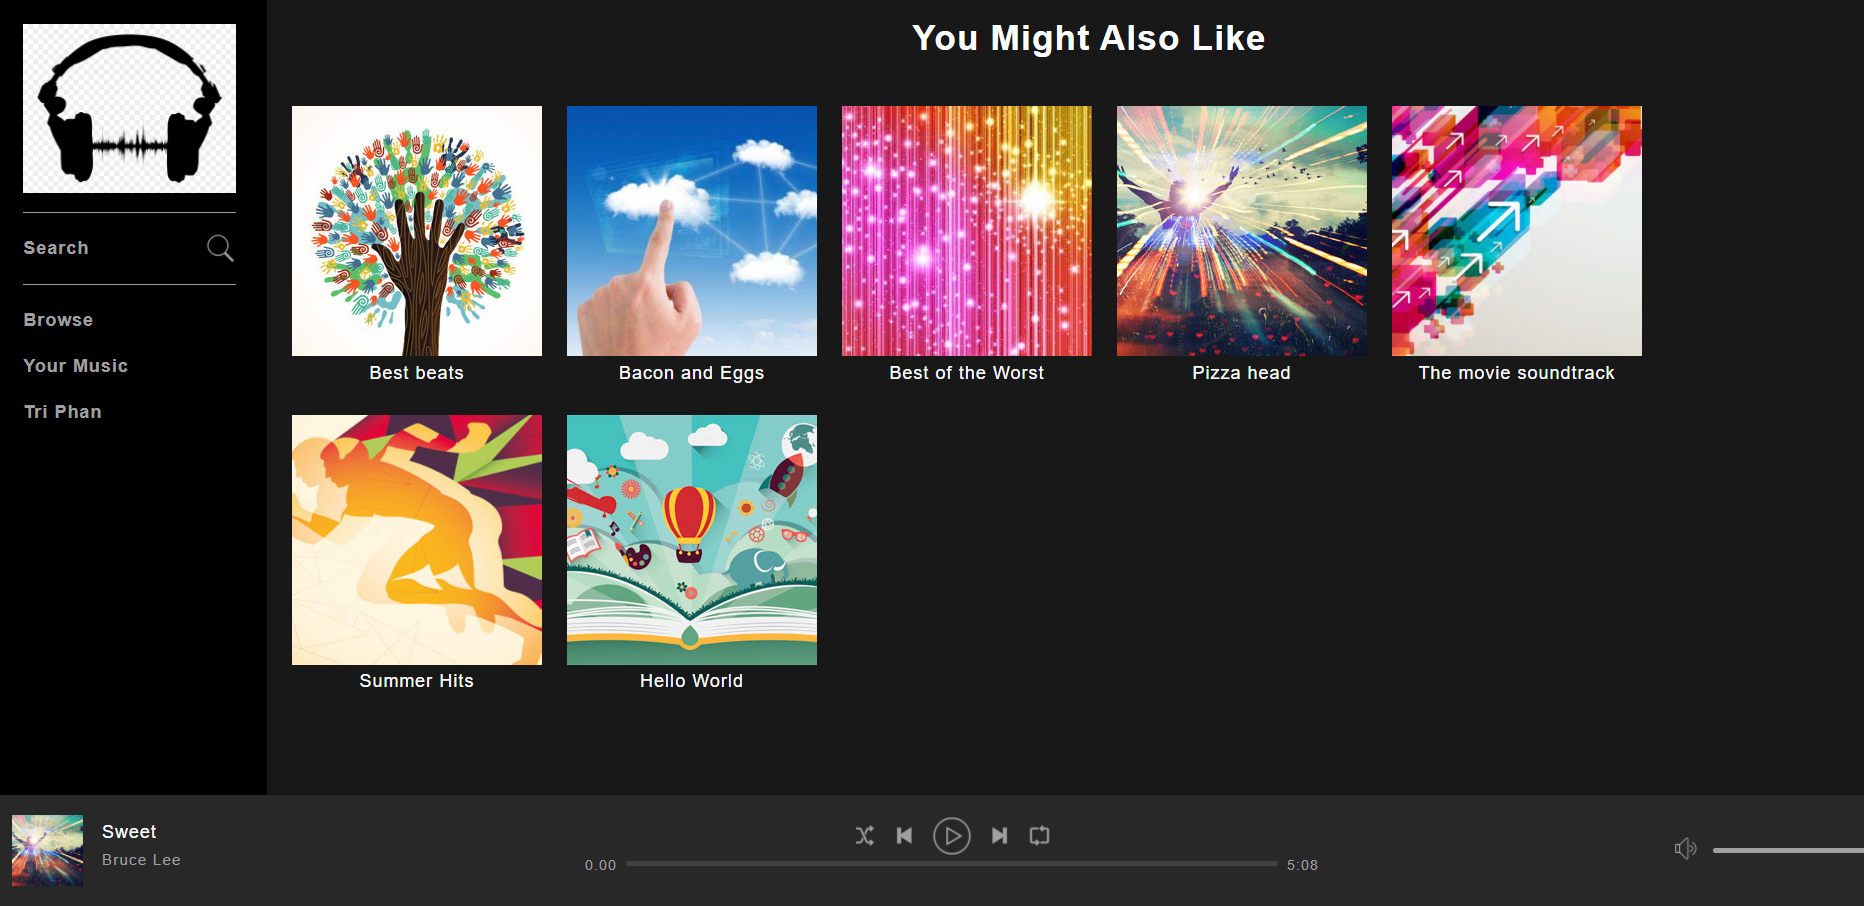 You Might Also Like
Search
Browse
Your Music
Tri Phan
Best beats
Bacon and Eggs
Best of the Worst
Pizza head
The movie soundtrack
Summer Hits
Hello World
Sweet
Bruce Lee
0.00
5:08